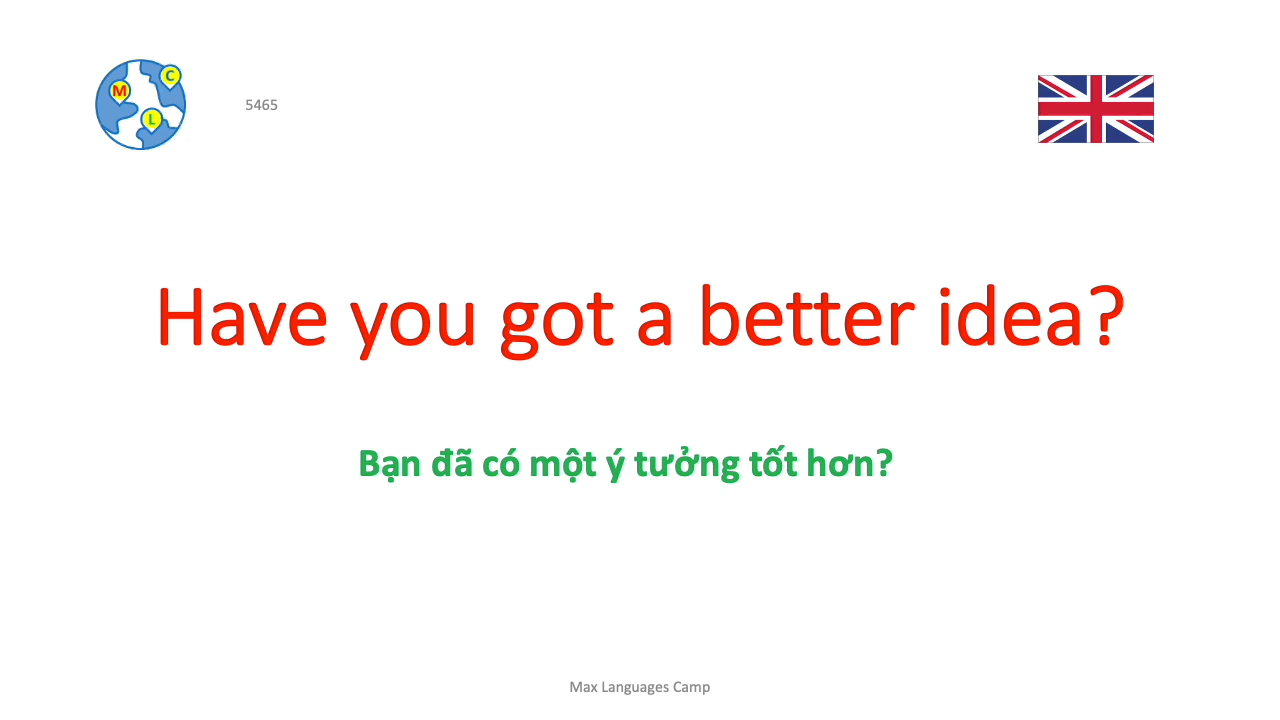 M
C
L
5465
Have you got a better idea?
Bạn đã có một ý tưởng tốt hơn?
Max Languages Camp